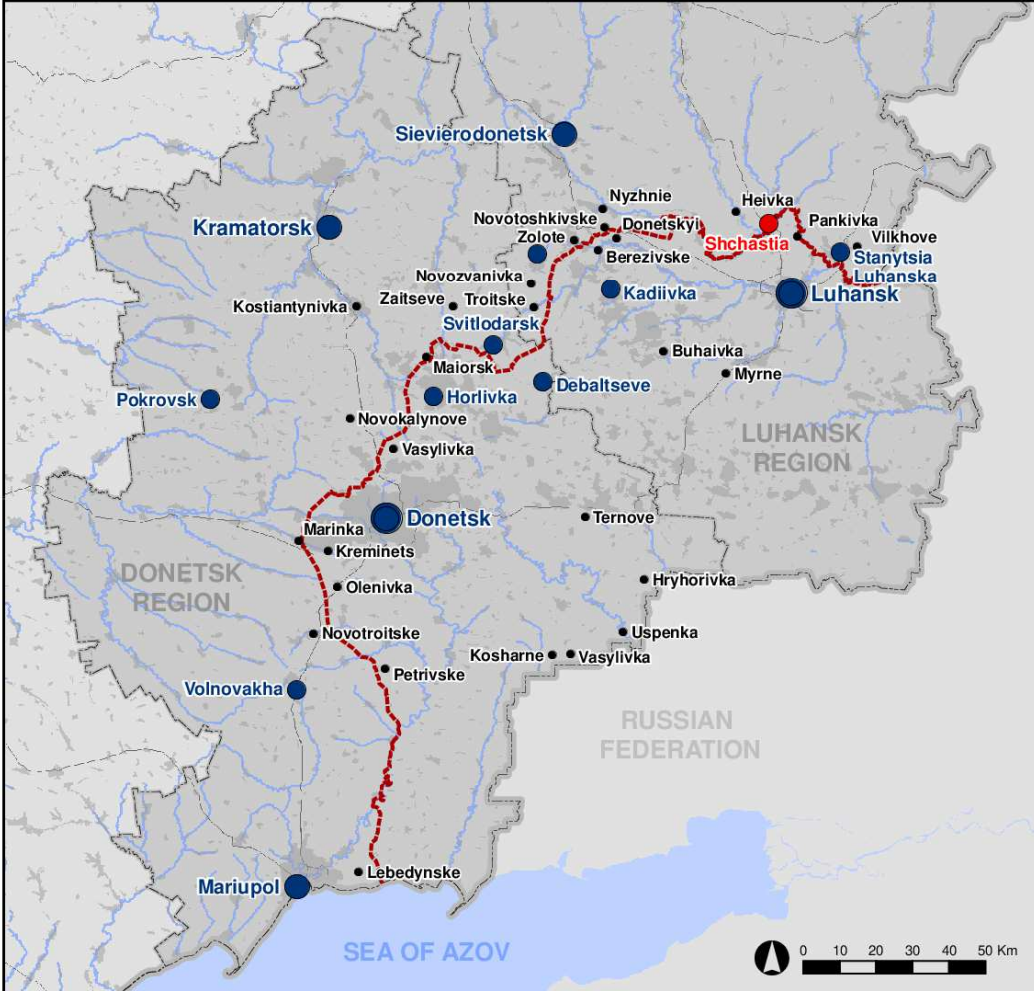 Sievierodonetsk
Nyzhnie
Heivka
Kramatorsk
Novotoshkivske
Donetskyi
Pankivka
Zolote
Shchastia
Vilkhove
Berezivske
Stanytsia
Luhanska
Novozvanivka
Kadiivka
Luhansk
Kostiantynivka
Zaitseve
Troitske
Svitlodarsk
Buhaivka
Maiorsk
Myrne
Debaltseve
Pokrovsk
Horlivka
Novokalynove
LUHANSK
REGION
Vasylivka
Donetsk
Ternove
Marinka
Kreminets
DONETSK
REGION
Olenivka
Hryhorivka
Novotroitske
Uspenka
Kosharne
Vasylivka
Petrivske
Volnovakha
RUSSIAN
FEDERATION
Lebedynske
Mariupol
SEA OF AZOV
0 10 20 30 40 50 Km